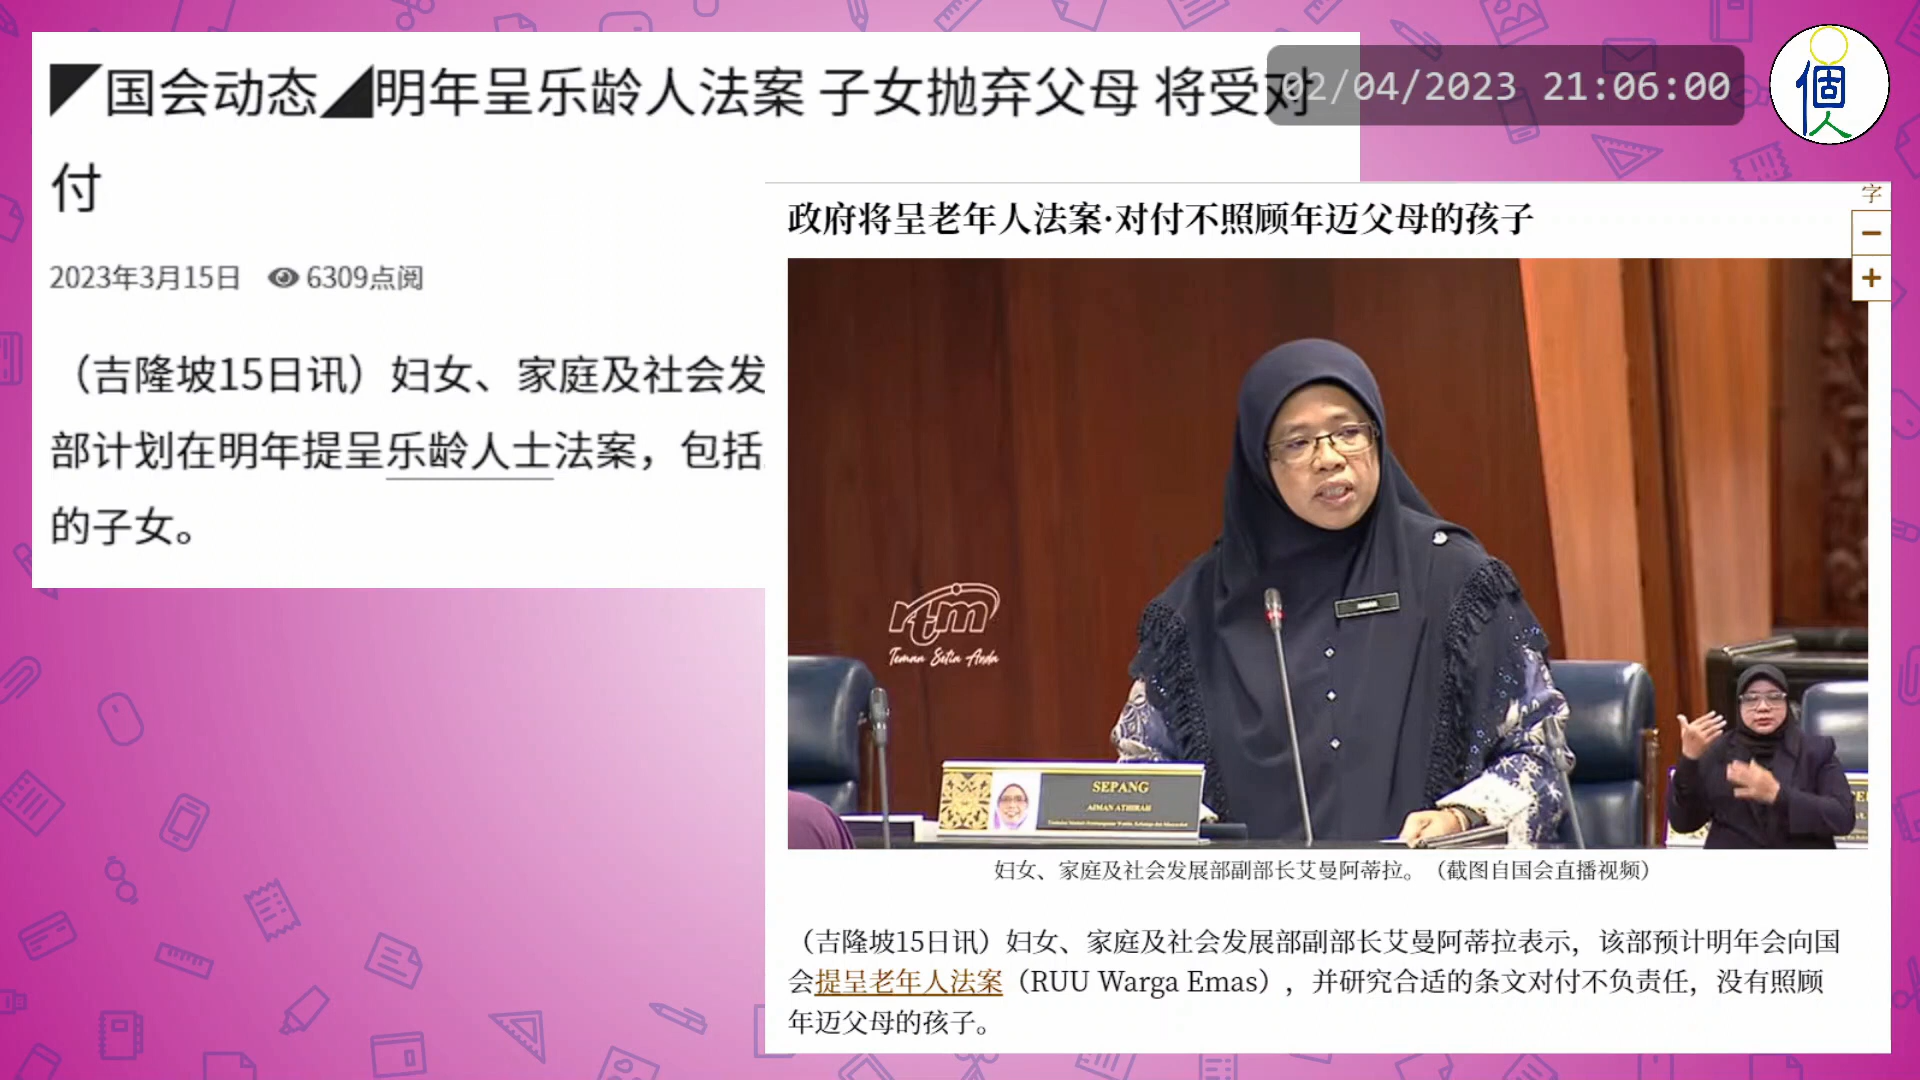 ◤国会动态◢明年呈乐龄人法案 子女抛弃父母 将受对
付
02/04/2023 21:06:00
個人
2023年3月15日 6309点阅
（吉隆坡15日讯）妇女、家庭及社会发
部计划在明年提呈乐龄人士法案，包括
的子女。
字
政府将呈老年人法案·对付不照顾年迈父母的孩子
−
+
rtm
Teman Setia Anda
SEPANG
AIMAN ATHIRAH
妇女、家庭及社会发展部副部长艾曼阿蒂拉。（截图自国会直播视频）
（吉隆坡15日讯）妇女、家庭及社会发展部副部长艾曼阿蒂拉表示，该部预计明年会向国
会提呈老年人法案（RUU Warga Emas），并研究合适的条文对付不负责任，没有照顾
年迈父母的孩子。